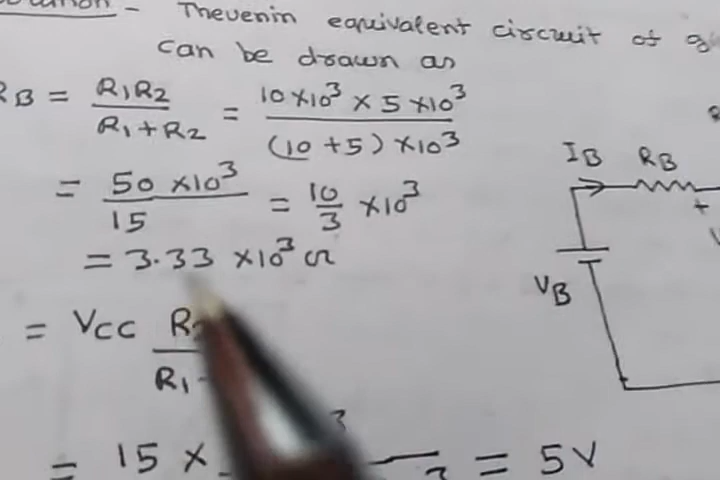 - Thevenin equivalent circuit of
can be drawn as
RB = R1R2 / R1+R2 = 10×10³ × 5×10³ / (10+5)×10³
= 50×10³ / 15 = 10/3 ×10³
= 3.33 ×10³ Ω
= VCC R2 / R1
= 15 × = 5V
IB RB
+
VB